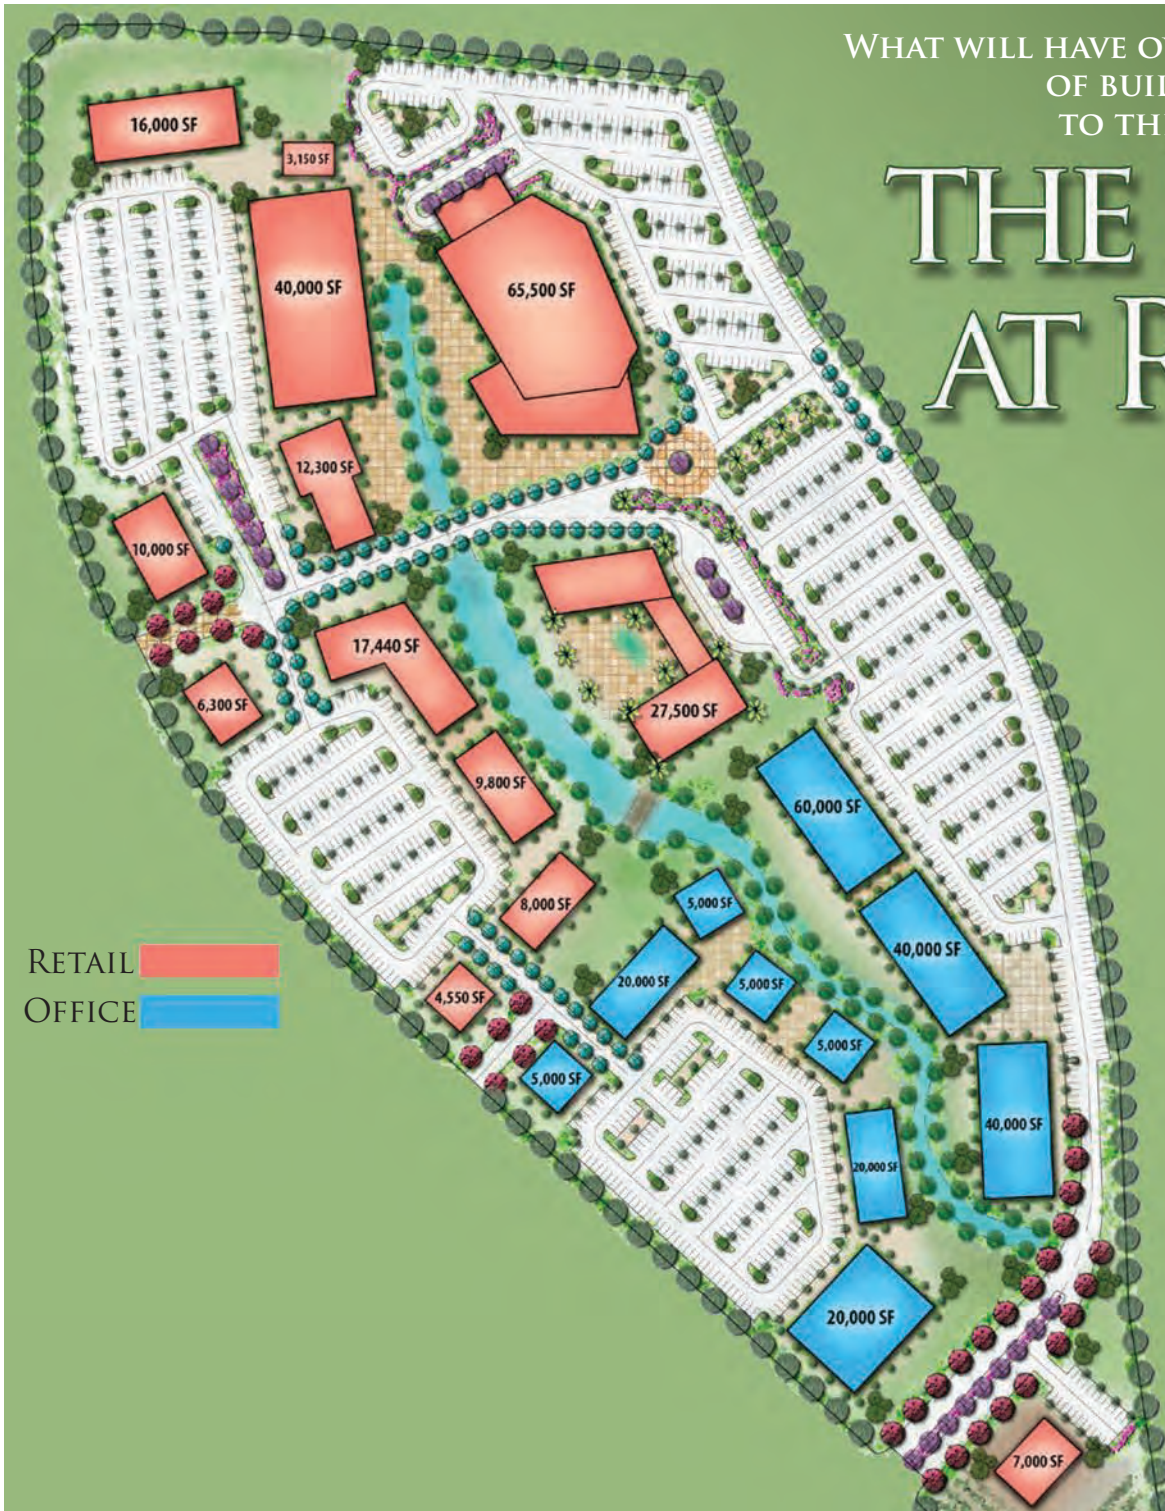 WHAT WILL HAVE
OF
TO
THE
AT
16,000 SF
3,150 SF
40,000 SF
65,500 SF
12,300 SF
10,000 SF
17,440 SF
6,300 SF
27,500 SF
9,800 SF
60,000 SF
8,000 SF
5,000 SF
40,000 SF
RETAIL
OFFICE
20,000 SF
4,550 SF
5,000 SF
5,000 SF
5,000 SF
40,000 SF
20,000 SF
20,000 SF
7,000 SF